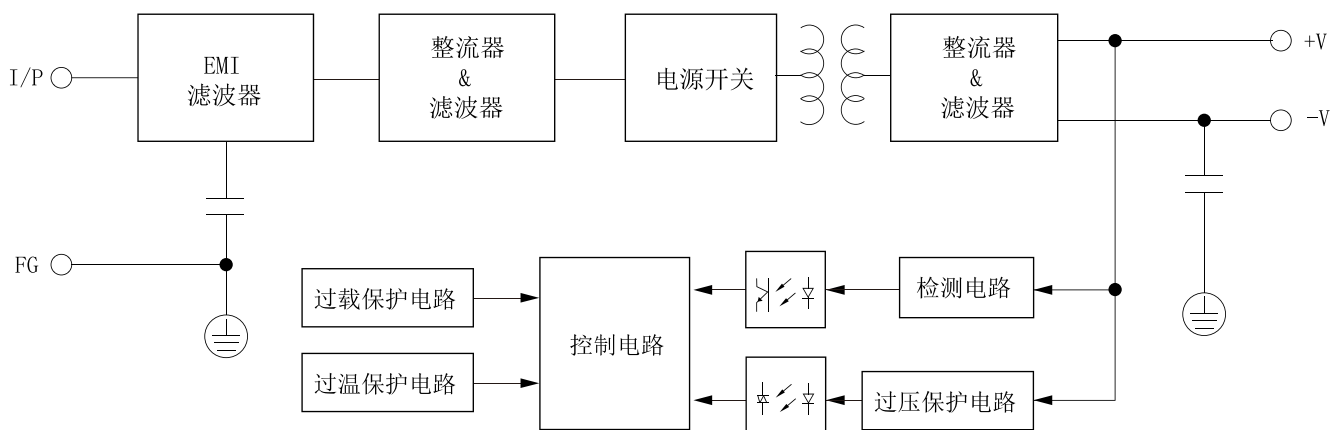 I/P
EMI
滤波器
整流器
&
滤波器
电源开关
整流器
&
滤波器
+V
-V
FG
过载保护电路
过温保护电路
控制电路
检测电路
过压保护电路